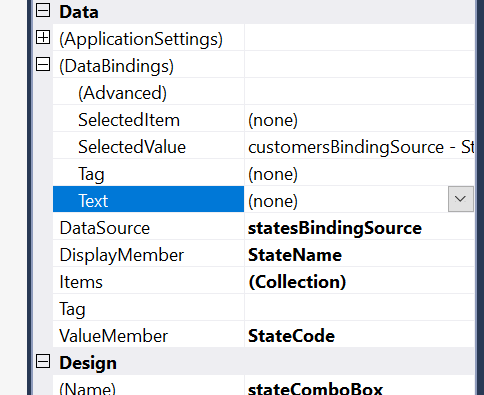 Data
(ApplicationSettings)
(DataBindings)
(Advanced)
SelectedItem (none)
SelectedValue customersBindingSource - St
Tag (none)
Text (none)
DataSource statesBindingSource
DisplayMember StateName
Items (Collection)
Tag
ValueMember StateCode
Design
(Name) stateComboBox